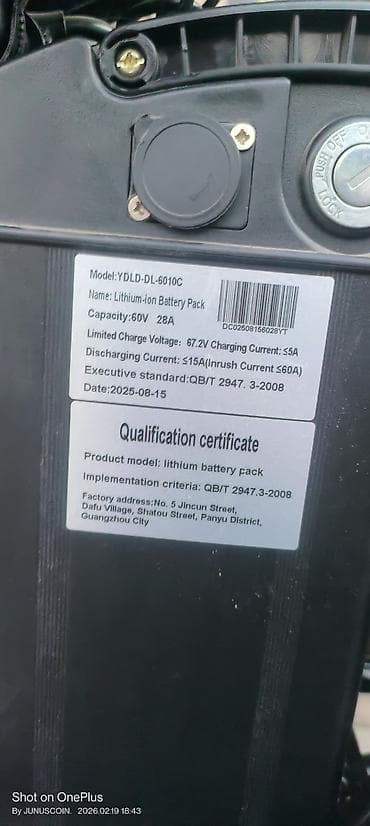 PUSH OFF O
LOCK
Model:YDLD-DL-6010C
Name: Lithium-Ion Battery Pack
Capacity:60V 28A
DC02508156028YT
Limited Charge Voltage: 67.2V Charging Current: ≤5A
Discharging Current: ≤15A(Inrush Current ≤60A)
Executive standard:QB/T 2947. 3-2008
Date:2025-08-15
Qualification certificate
Product model: lithium battery pack
Implementation criteria: QB/T 2947.3-2008
Factory address:No. 5 Jincun Street,
Dafu Village, Shatou Street, Panyu District,
Guangzhou City
Shot on OnePlus
By JUNUSCOIN. 2026.02.19 18:43